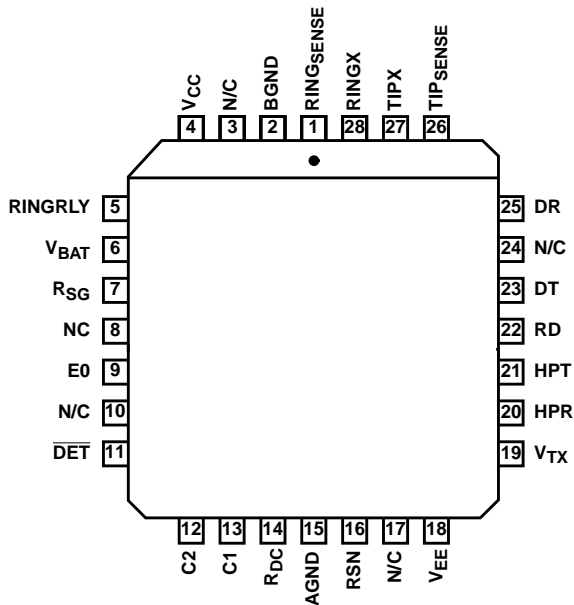 VCC
N/C
BGND
RINGSENSE
RINGX
TIPX
TIPSENSE
4 3 2 1 28 27 26
RINGRLY 5
VBAT 6
RSG 7
NC 8
E0 9
N/C 10
DET 11
25 DR
24 N/C
23 DT
22 RD
21 HPT
20 HPR
19 VTX
12 13 14 15 16 17 18
C2
C1
RDC
AGND
RSN
N/C
VEE